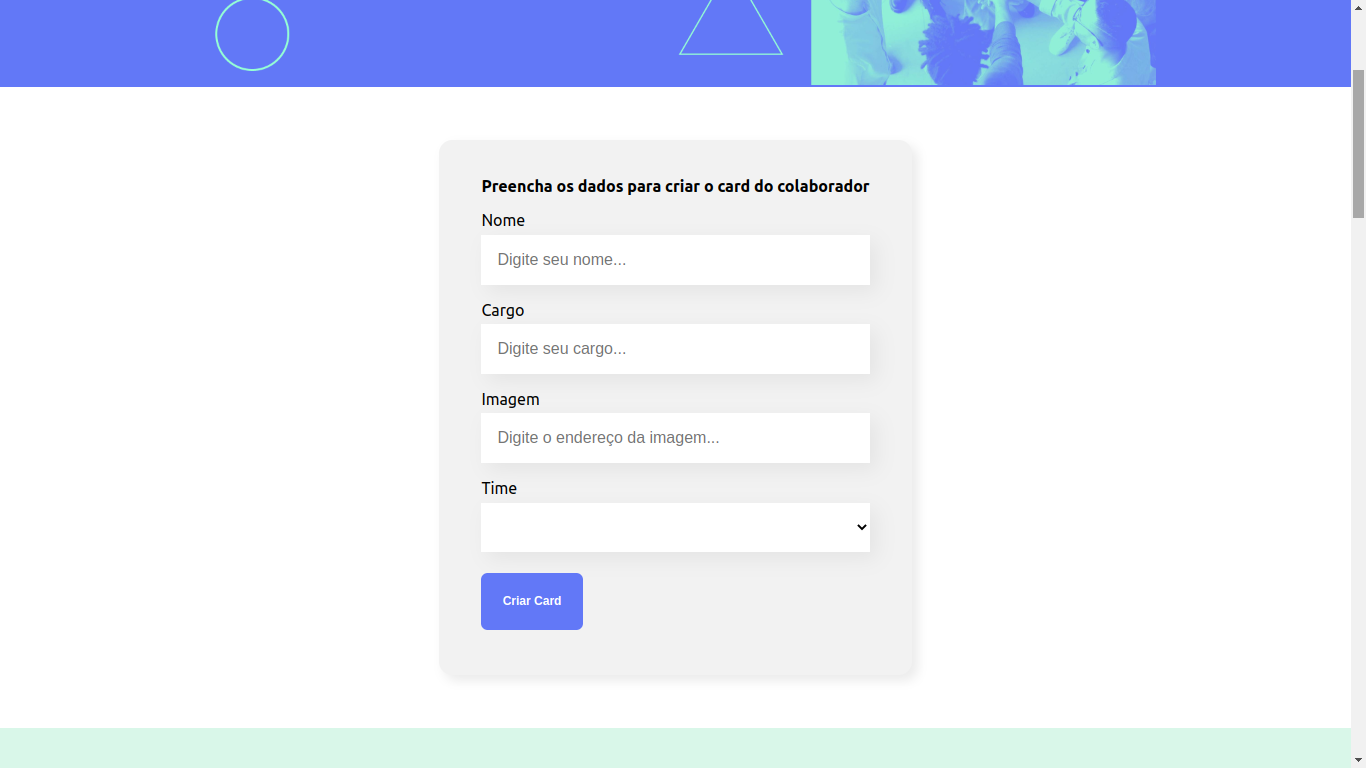 Preencha os dados para criar o card do colaborador
Nome
Digite seu nome...
Cargo
Digite seu cargo...
Imagem
Digite o endereço da imagem...
Time
Criar Card